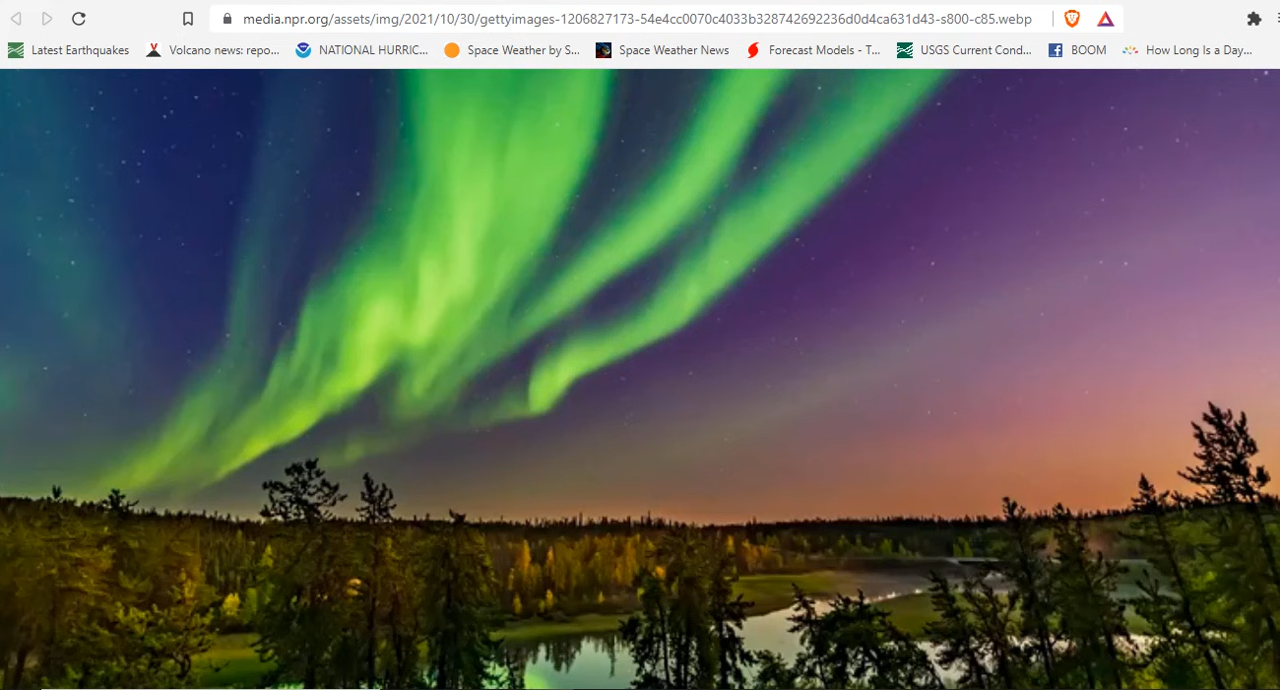 media.npr.org/assets/img/2021/10/30/gettyimages-1206827173-54e4cc0070c4033b328742692236d0d4ca631d43-s800-c85.webp
Latest Earthquakes Volcano news: repo... NATIONAL HURRIC... Space Weather by S... Space Weather News Forecast Models - T... USGS Current Cond... BOOM How Long Is a Day...